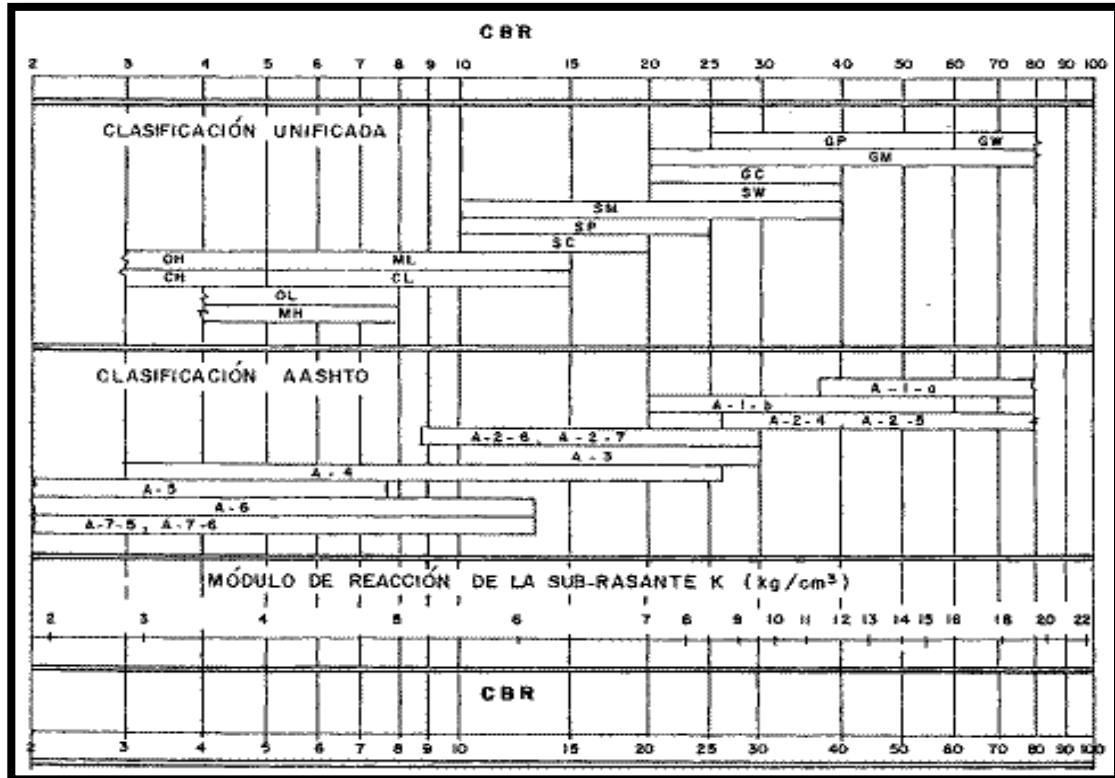 CBR
2 3 4 5 6 7 8 9 10 15 20 25 30 40 50 60 70 80 90 100
CLASIFICACIÓN UNIFICADA
GP GW
GM
GC
SW
SM
SP
SC
OH ML
CH CL
OL
MH
CLASIFICACIÓN AASHTO
A-1-a
A-1-b
A-2-4 A-2-5
A-2-6, A-2-7
A-3
A-4
A-5
A-6
A-7-5, A-7-6
MÓDULO DE REACCIÓN DE LA SUB-RASANTE K (kg/cm³)
2 3 4 5 6 7 8 9 10 11 12 13 14 15 16 18 20 22
CBR
2 3 4 5 6 7 8 9 10 15 20 25 30 40 50 60 70 80 90 100